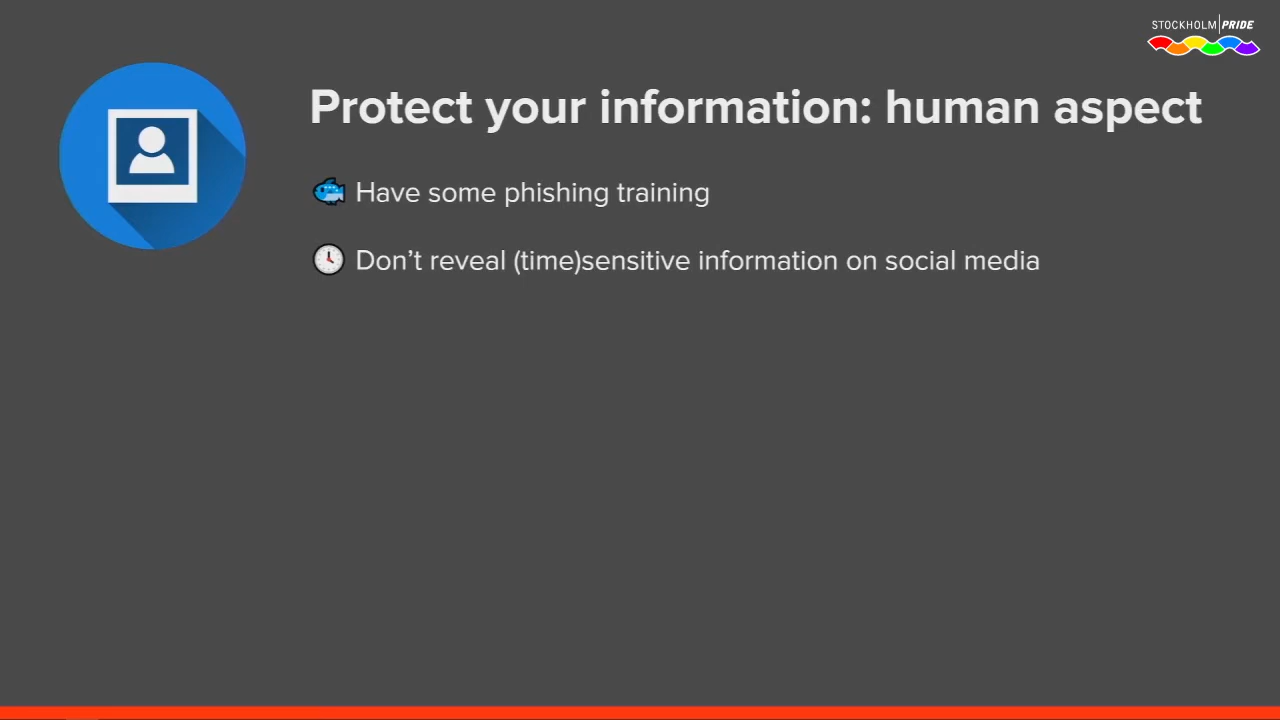 STOCKHOLM PRIDE
Protect your information: human aspect
Have some phishing training
Don’t reveal (time)sensitive information on social media